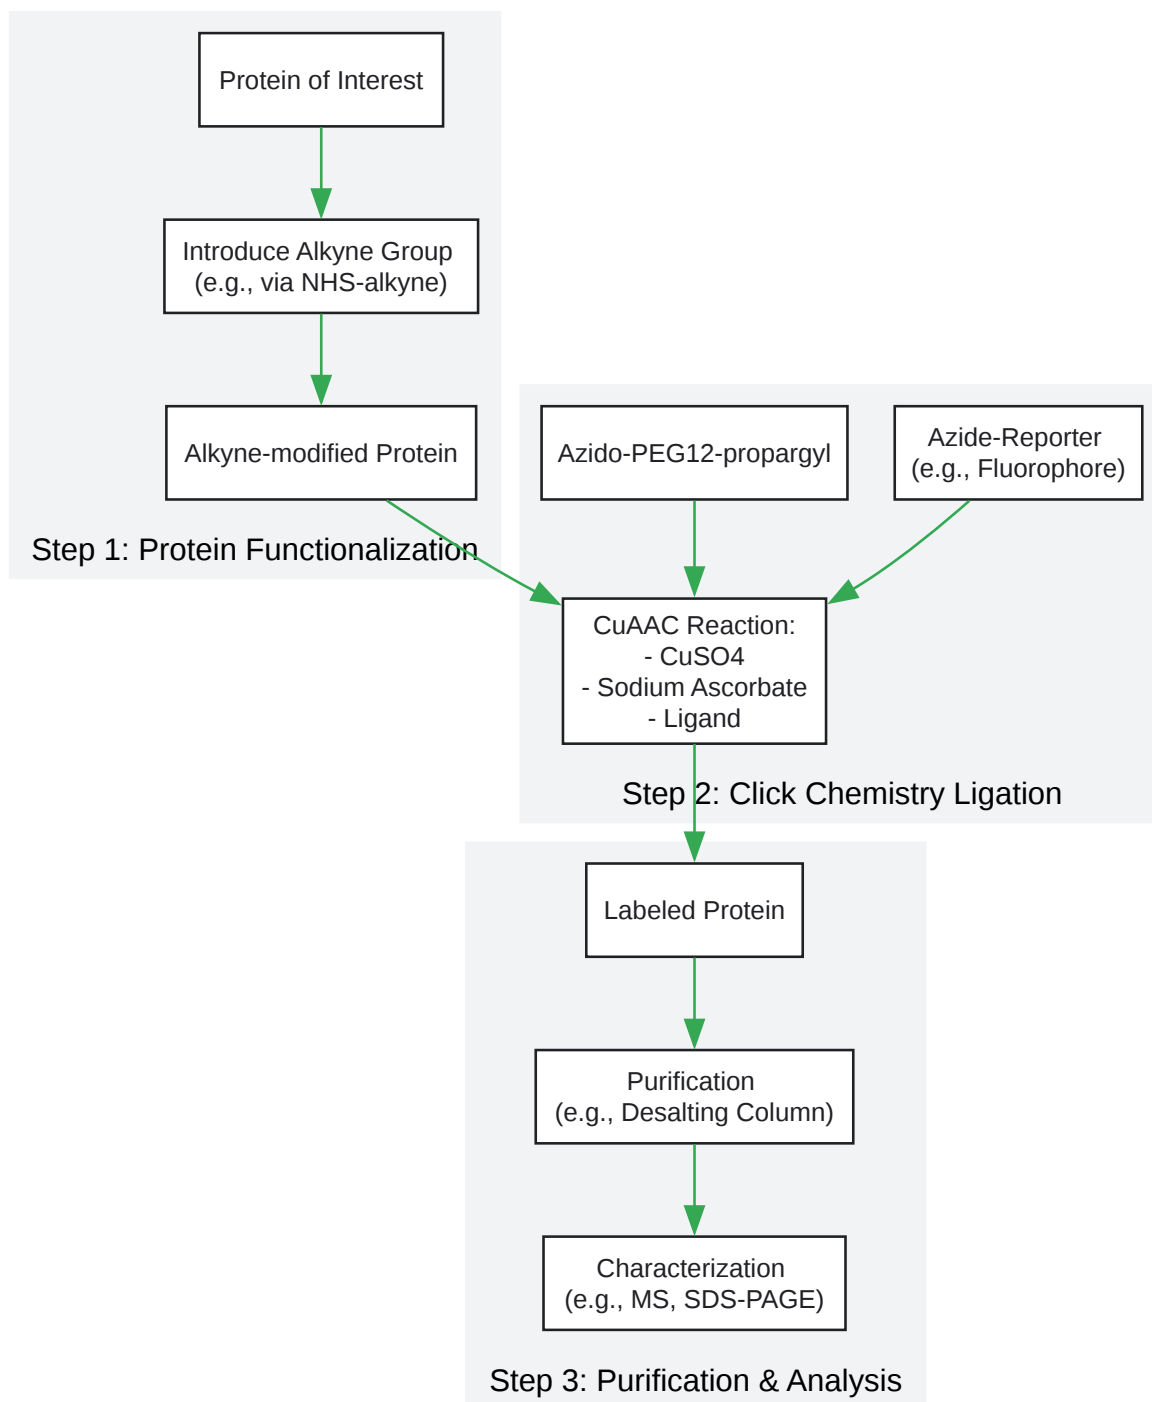 Protein of Interest
Introduce Alkyne Group
(e.g., via NHS-alkyne)
Alkyne-modified Protein
Step 1: Protein Functionalization
Azido-PEG12-propargyl
Azide-Reporter
(e.g., Fluorophore)
CuAAC Reaction:
- CuSO4
- Sodium Ascorbate
- Ligand
Step 2: Click Chemistry Ligation
Labeled Protein
Purification
(e.g., Desalting Column)
Characterization
(e.g., MS, SDS-PAGE)
Step 3: Purification & Analysis